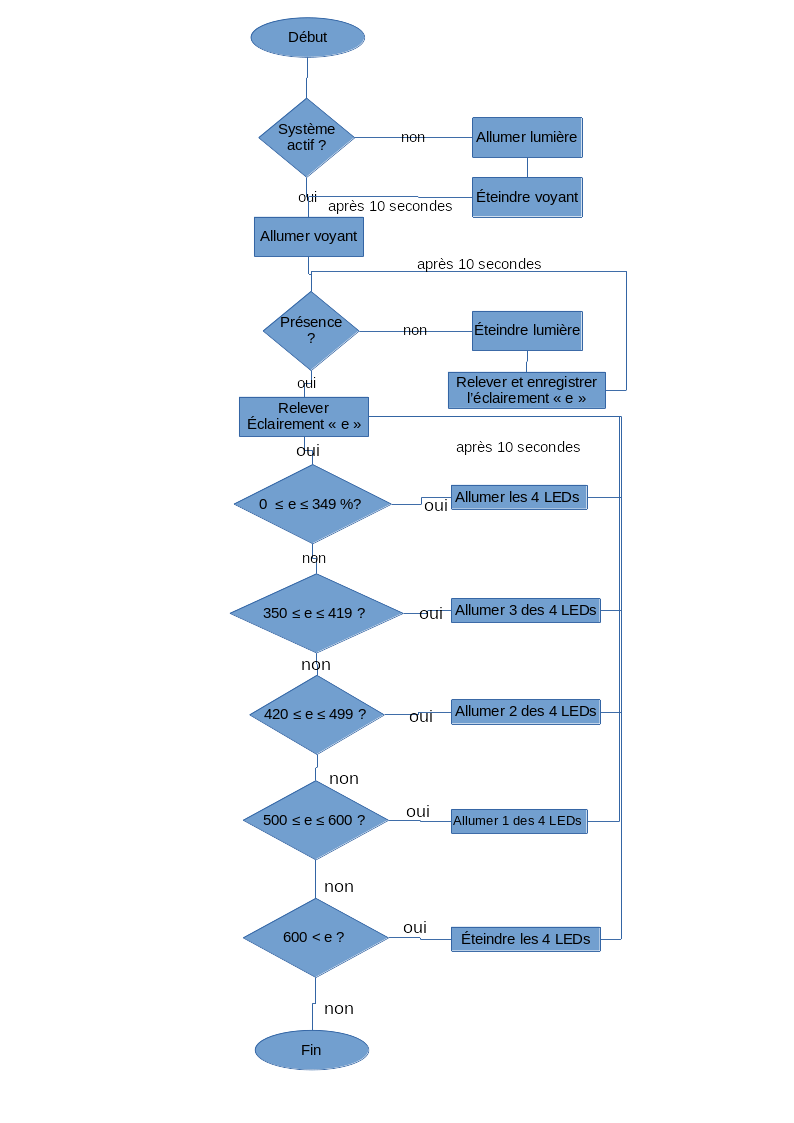 Début
Système
actif ?
non
Allumer lumière
oui
après 10 secondes
Éteindre voyant
Allumer voyant
après 10 secondes
Présence
?
non
Éteindre lumière
oui
Relever et enregistrer
l'éclairement « e »
Relever
Éclairement « e »
oui
après 10 secondes
0 ≤ e ≤ 349 %?
oui
Allumer les 4 LEDs
non
350 ≤ e ≤ 419 ?
oui
Allumer 3 des 4 LEDs
non
420 ≤ e ≤ 499 ?
oui
Allumer 2 des 4 LEDs
non
500 ≤ e ≤ 600 ?
oui
Allumer 1 des 4 LEDs
non
600 < e ?
oui
Éteindre les 4 LEDs
non
Fin